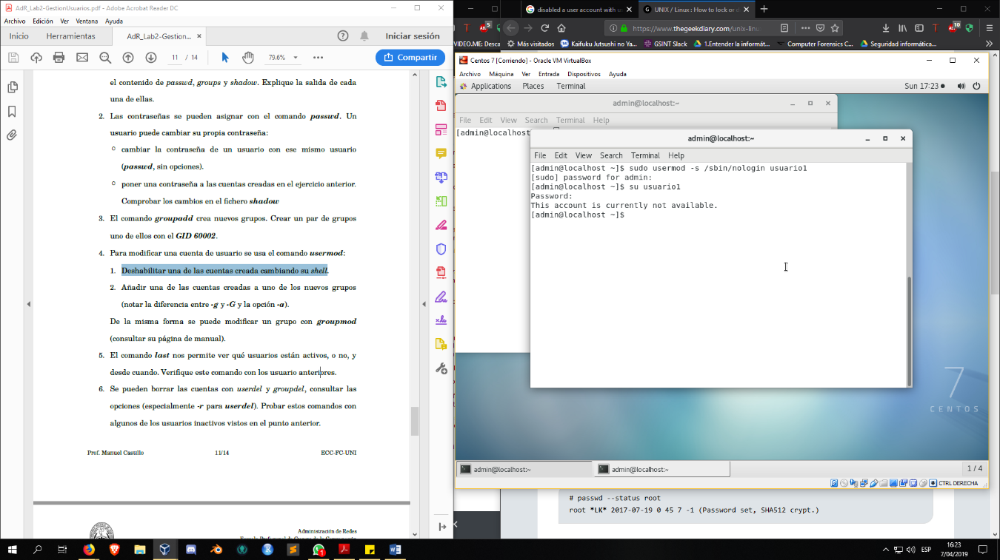 AdR_Lab2-GestionUsuarios.pdf - Adobe Acrobat Reader DC
Archivo Edición Ver Ventana Ayuda
Inicio Herramientas AdR_Lab2-Gestion... × Iniciar sesión
11 / 14 79.6% Compartir
el contenido de passwd, groups y shadow. Explique la salida de cada
una de ellas.
2. Las contraseñas se pueden asignar con el comando passwd. Un
usuario puede cambiar su propia contraseña:
cambiar la contraseña de un usuario con ese mismo usuario
(passwd, sin opciones).
poner una contraseña a las cuentas creadas en el ejercicio anterior.
Comprobar los cambios en el fichero shadow
3. El comando groupadd crea nuevos grupos. Crear un par de grupos
uno de ellos con el GID 60002.
4. Para modificar una cuenta de usuario se usa el comando usermod:
1. Deshabilitar una de las cuentas creada cambiando su shell.
2. Añadir una de las cuentas creadas a uno de los nuevos grupos
(notar la diferencia entre -g y -G y la opción -a).
De la misma forma se puede modificar un grupo con groupmod
(consultar su página de manual).
5. El comando last nos permite ver qué usuarios están activos, o no, y
desde cuando. Verifique este comando con los usuario anteriores.
6. Se pueden borrar las cuentas con userdel y groupdel, consultar las
opciones (especialmente -r para userdel). Probar estos comandos con
algunos de los usuarios inactivos vistos en el punto anterior.
Prof. Manuel Castillo 11/14 ECC-FC-UNI
Administración de Redes
disabled a user account with u
UNIX / Linux : How to lock or d
https://www.thegeekdiary.com/unix-linu
5 10
VIDEO.ME: Desca Más visitados Kaifuku Jutsushi no Ya... GSINT Slack 1.Entender la informát... Computer Forensics C... Seguridad informática...
Centos 7 [Corriendo] - Oracle VM VirtualBox
Archivo Máquina Ver Entrada Dispositivos Ayuda
Applications Places Terminal Sun 17:23
admin@localhost:~
File Edit View Search Terminal Help
[admin@localhost
admin@localhost:~
File Edit View Search Terminal Help
[admin@localhost ~]$ sudo usermod -s /sbin/nologin usuario1
[sudo] password for admin:
[admin@localhost ~]$ su usuario1
Password:
This account is currently not available.
[admin@localhost ~]$
7
CENTOS
admin@localhost:~ admin@localhost:~ 1 / 4
CTRL DERECHA
# passwd --status root
root *LK* 2017-07-19 0 45 7 -1 (Password set, SHA512 crypt.)
ESP
16:23
7/04/2019